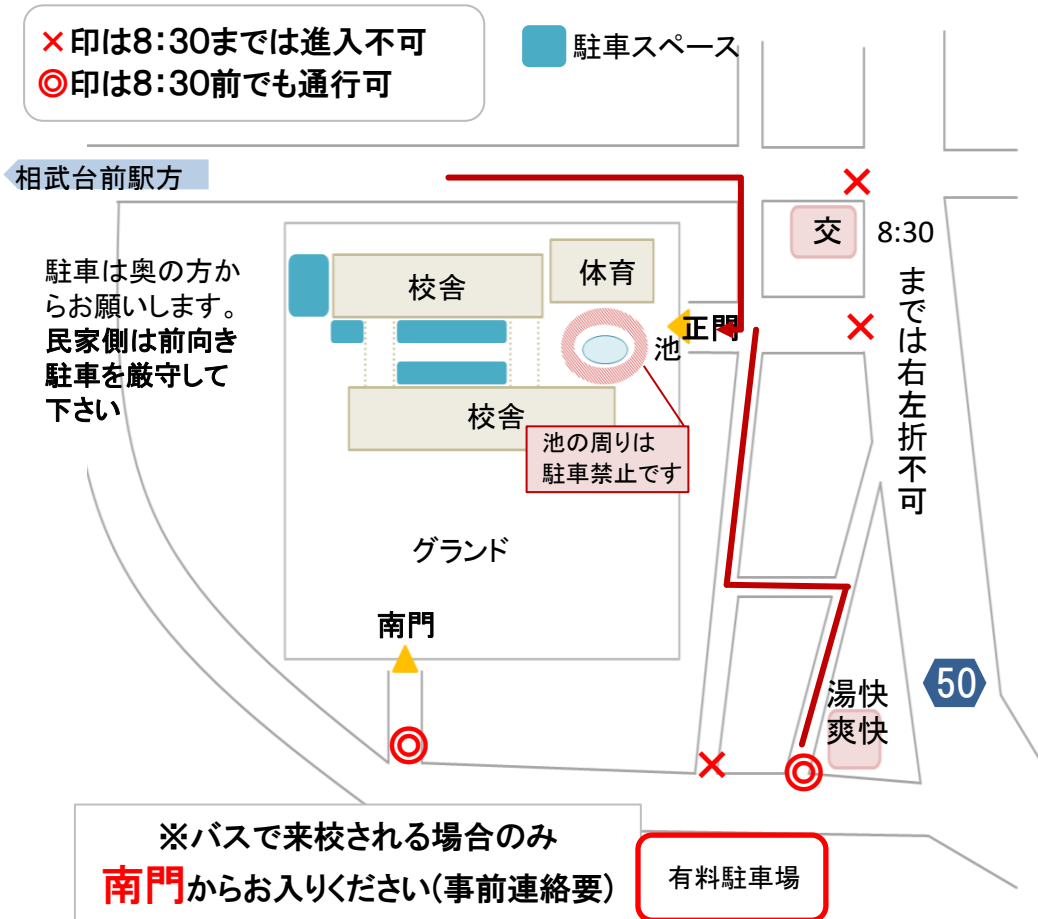 ×印は8:30までは進入不可
◎印は8:30前でも通行可
駐車スペース
相武台前駅方
交
8:30
までは右左折不可
駐車は奥の方か
らお願いします。
民家側は前向き
駐車を厳守して
下さい
校舎
体育
正門
池
校舎
池の周りは
駐車禁止です
グランド
南門
湯快
爽快
50
※バスで来校される場合のみ
南門からお入りください(事前連絡要)
有料駐車場